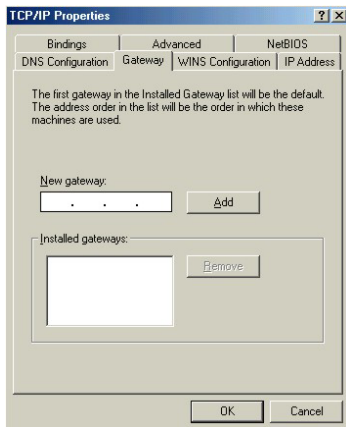 TCP/IP Properties
Bindings
Advanced
NetBIOS
DNS Configuration
Gateway
WINS Configuration
IP Address
The first gateway in the Installed Gateway list will be the default.
The address order in the list will be the order in which these
machines are used.
New gateway:
. . .
Add
Installed gateways:
Remove
OK
Cancel